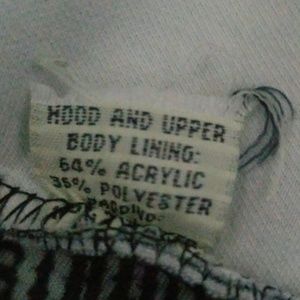 HOOD AND UPPER
BODY LINING:
64% ACRYLIC
36% POLYESTER